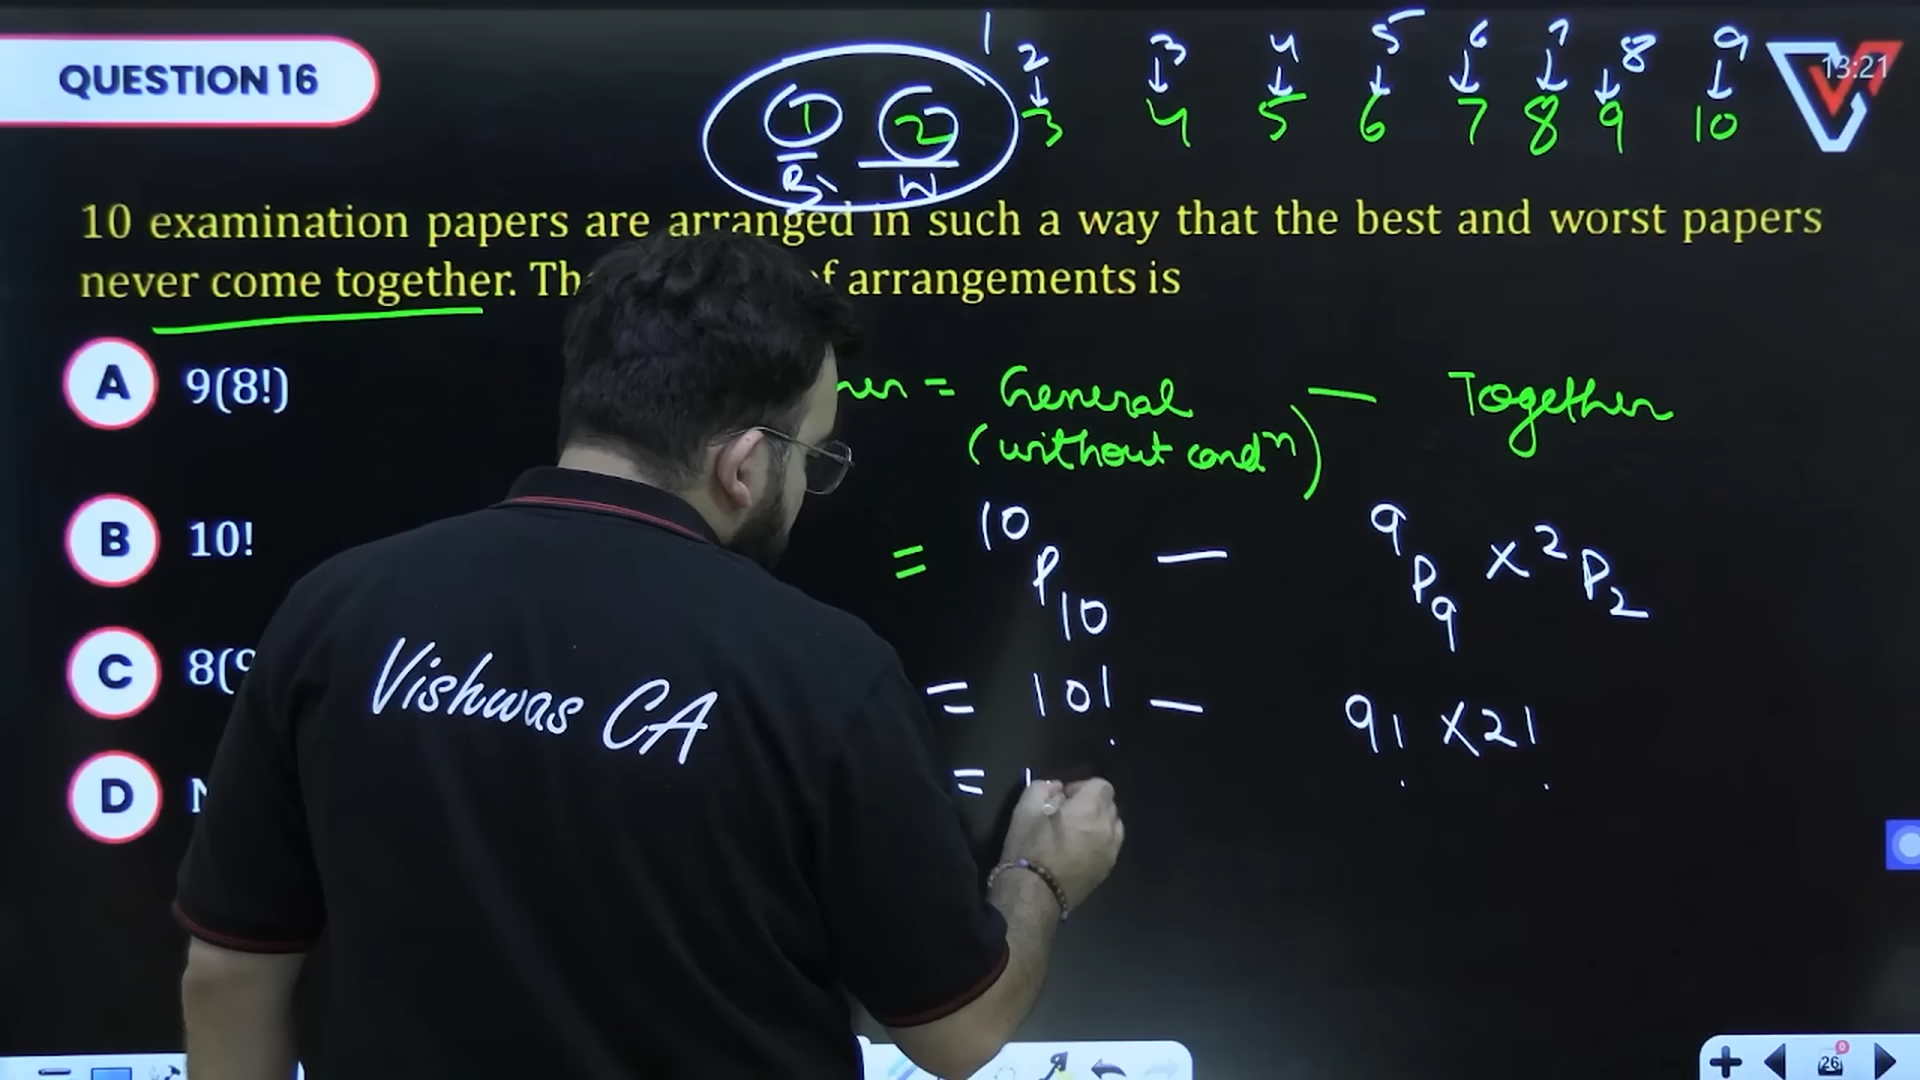 QUESTION 16
1 2 3 4 5 6 7 8 9
1 2 3 4 5 6 7 8 9 10
B W
13:21
10 examination papers are arranged in such a way that the best and worst papers
never come together. Th f arrangements is
A 9(8!)
= General — Together
(without condⁿ)
B 10!
= ¹⁰P₁₀ — ⁹P₉ × ²P₂
C 8(9
= 10! — 9! × 2!
D N
=
Vishwas CA
26
0